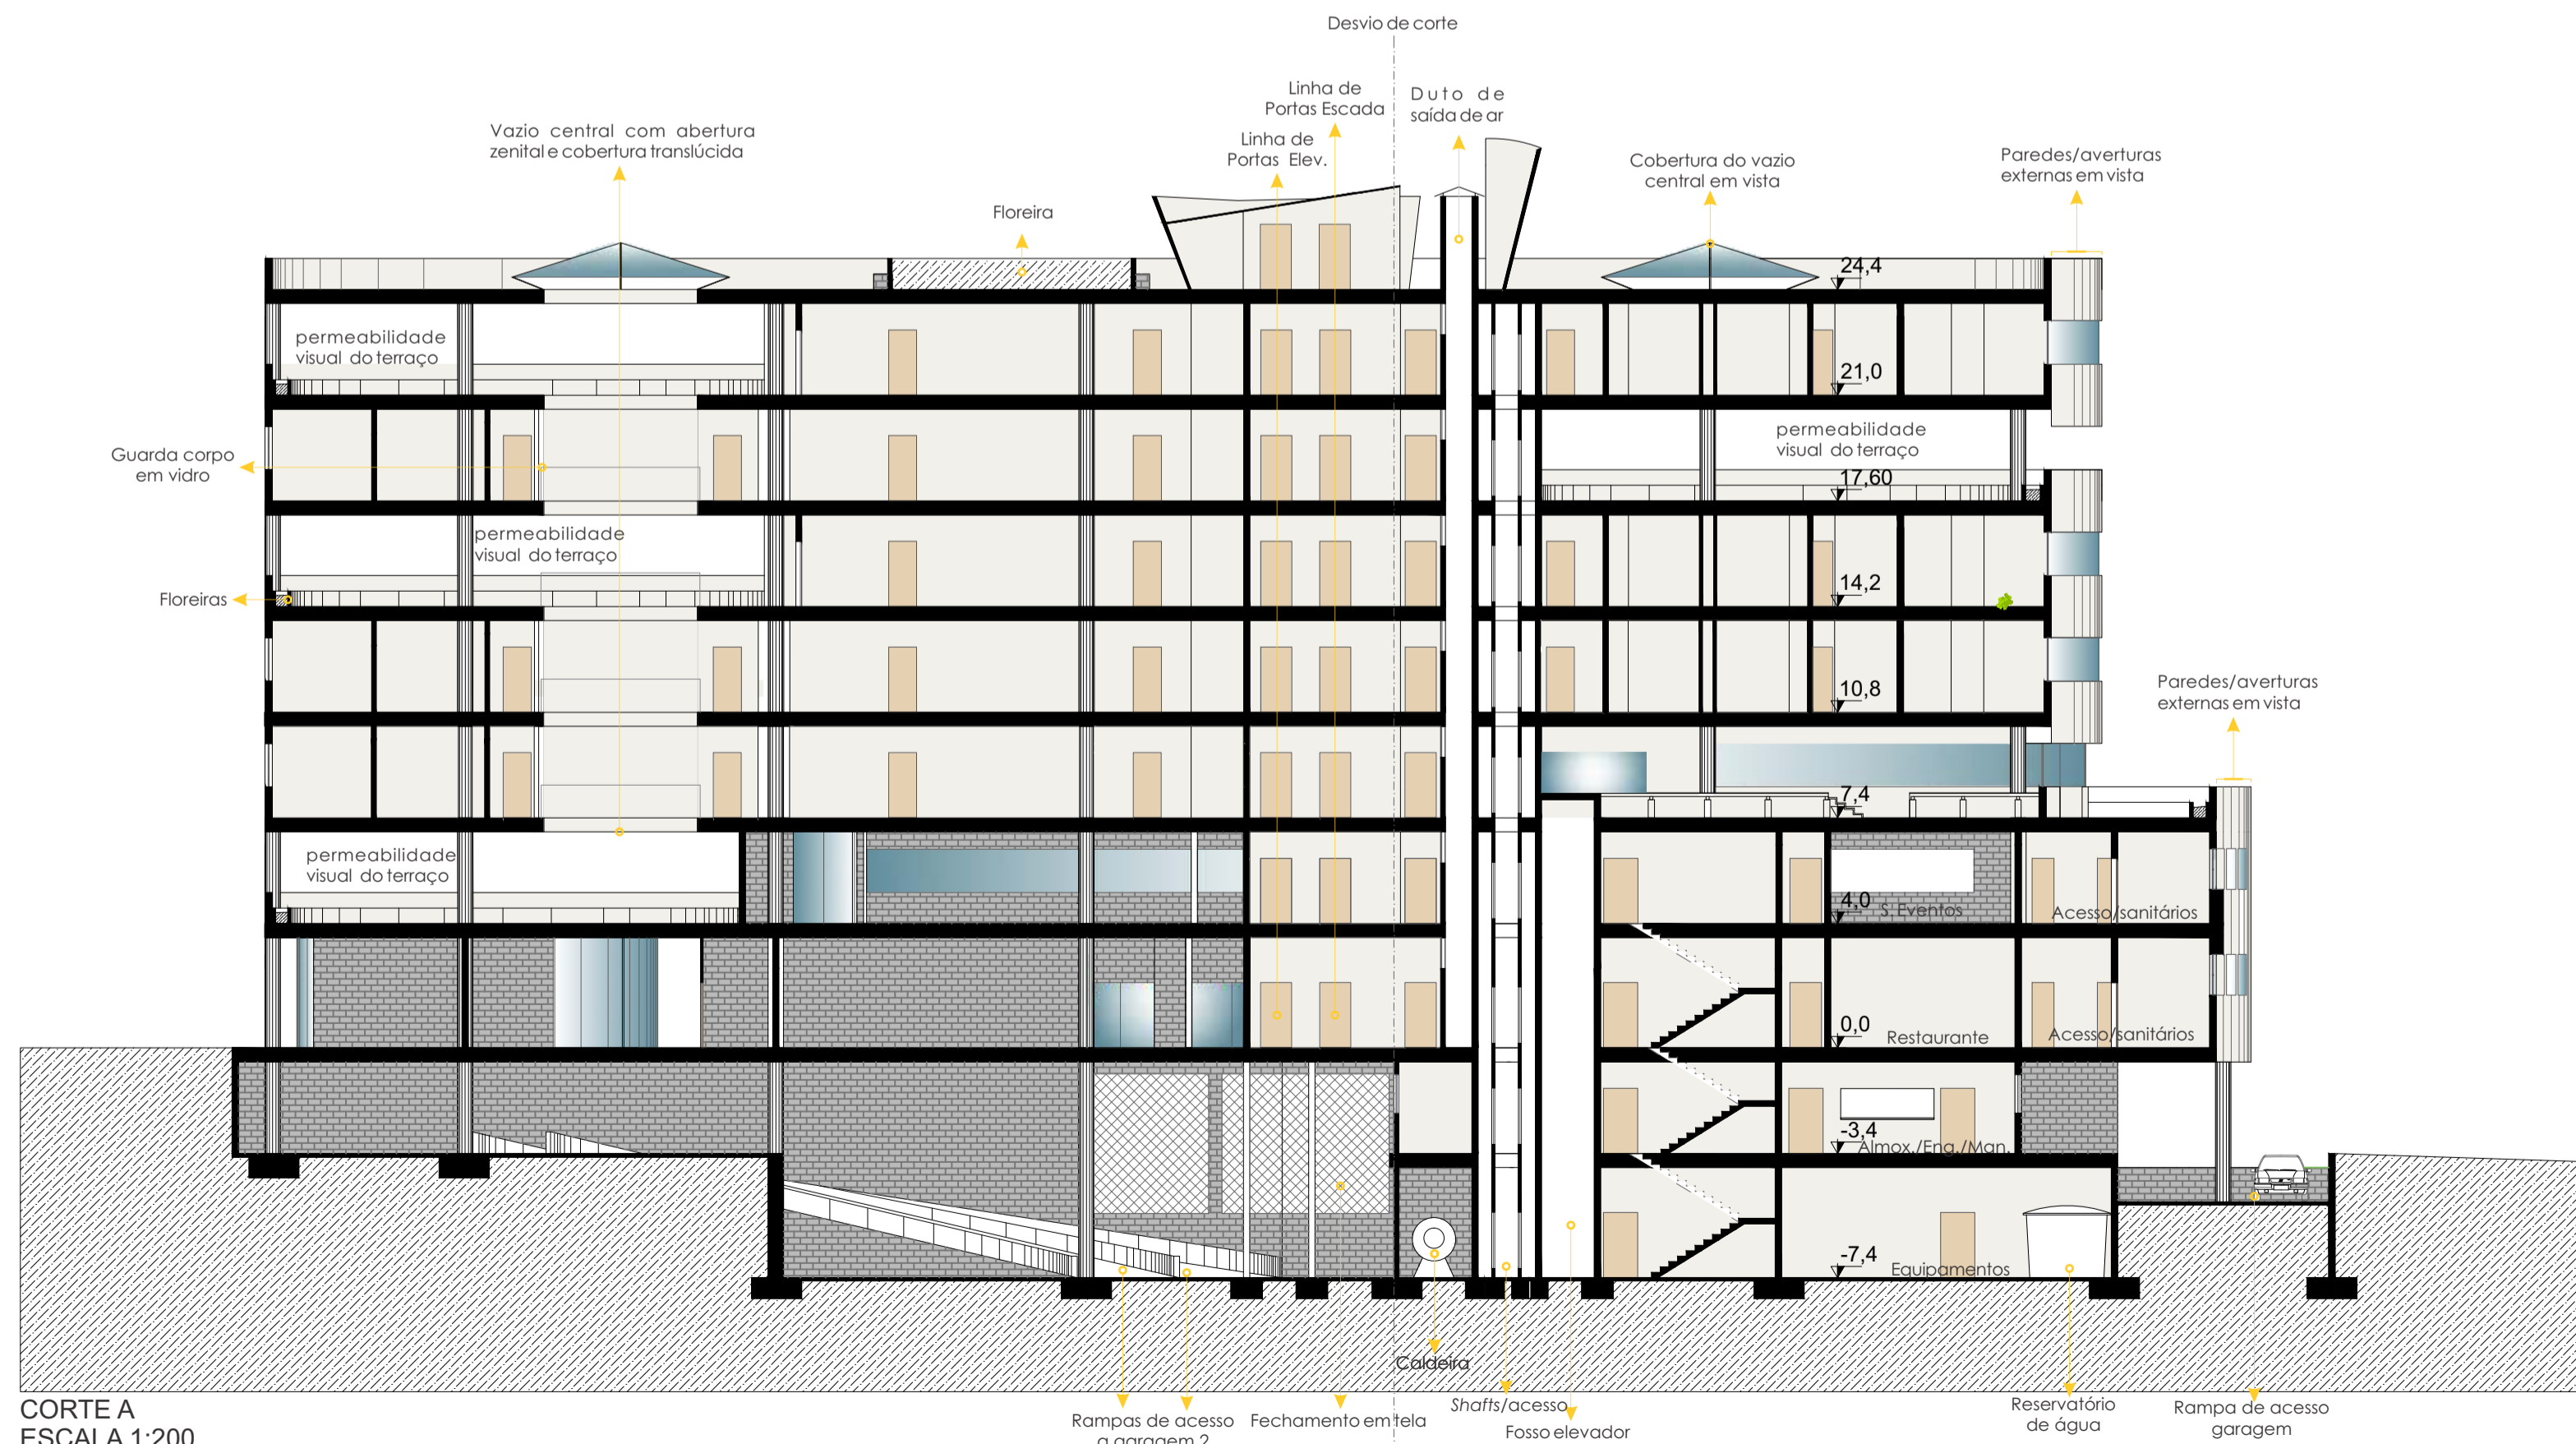 Desvio de corte
Linha de
Portas Escada
Duto de
saída de ar
Vazio central com abertura
zenital e cobertura translúcida
Linha de
Portas Elev.
Cobertura do vazio
central em vista
Paredes/averturas
externas em vista
Floreira
24,4
permeabilidade
visual do terraço
21,0
Guarda corpo
em vidro
permeabilidade
visual do terraço
17,60
permeabilidade
visual do terraço
Floreiras
14,2
10,8
Paredes/averturas
externas em vista
7,4
permeabilidade
visual do terraço
4,0
S. Eventos
Acesso/sanitários
0,0
Restaurante
Acesso/sanitários
-3,4
Almox./Eng./Man.
-7,4
Equipamentos
Caldeira
CORTE A
ESCALA 1:200
Rampas de acesso
a garagem 2
Fechamento em tela
Shafts/acesso
Fosso elevador
Reservatório
de água
Rampa de acesso
garagem